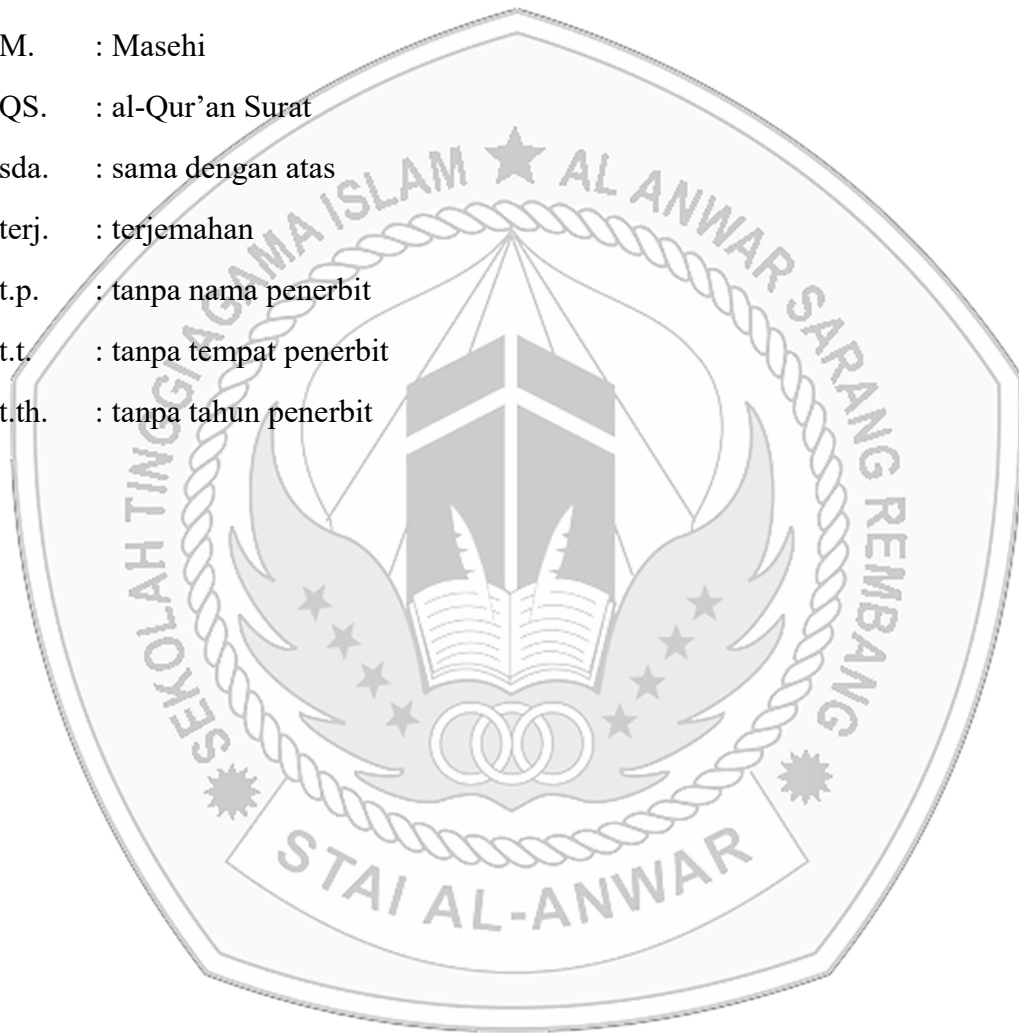 M. : Masehi
QS. : al-Qur’an Surat
sda. : sama dengan atas
terj. : terjemahan
t.p. : tanpa nama penerbit
t.t. : tanpa tempat penerbit
t.th. : tanpa tahun penerbit
SEKOLAH TINGGI AGAMA ISLAM ★ AL ANWAR SARANG REMBANG
STAI AL-ANWAR